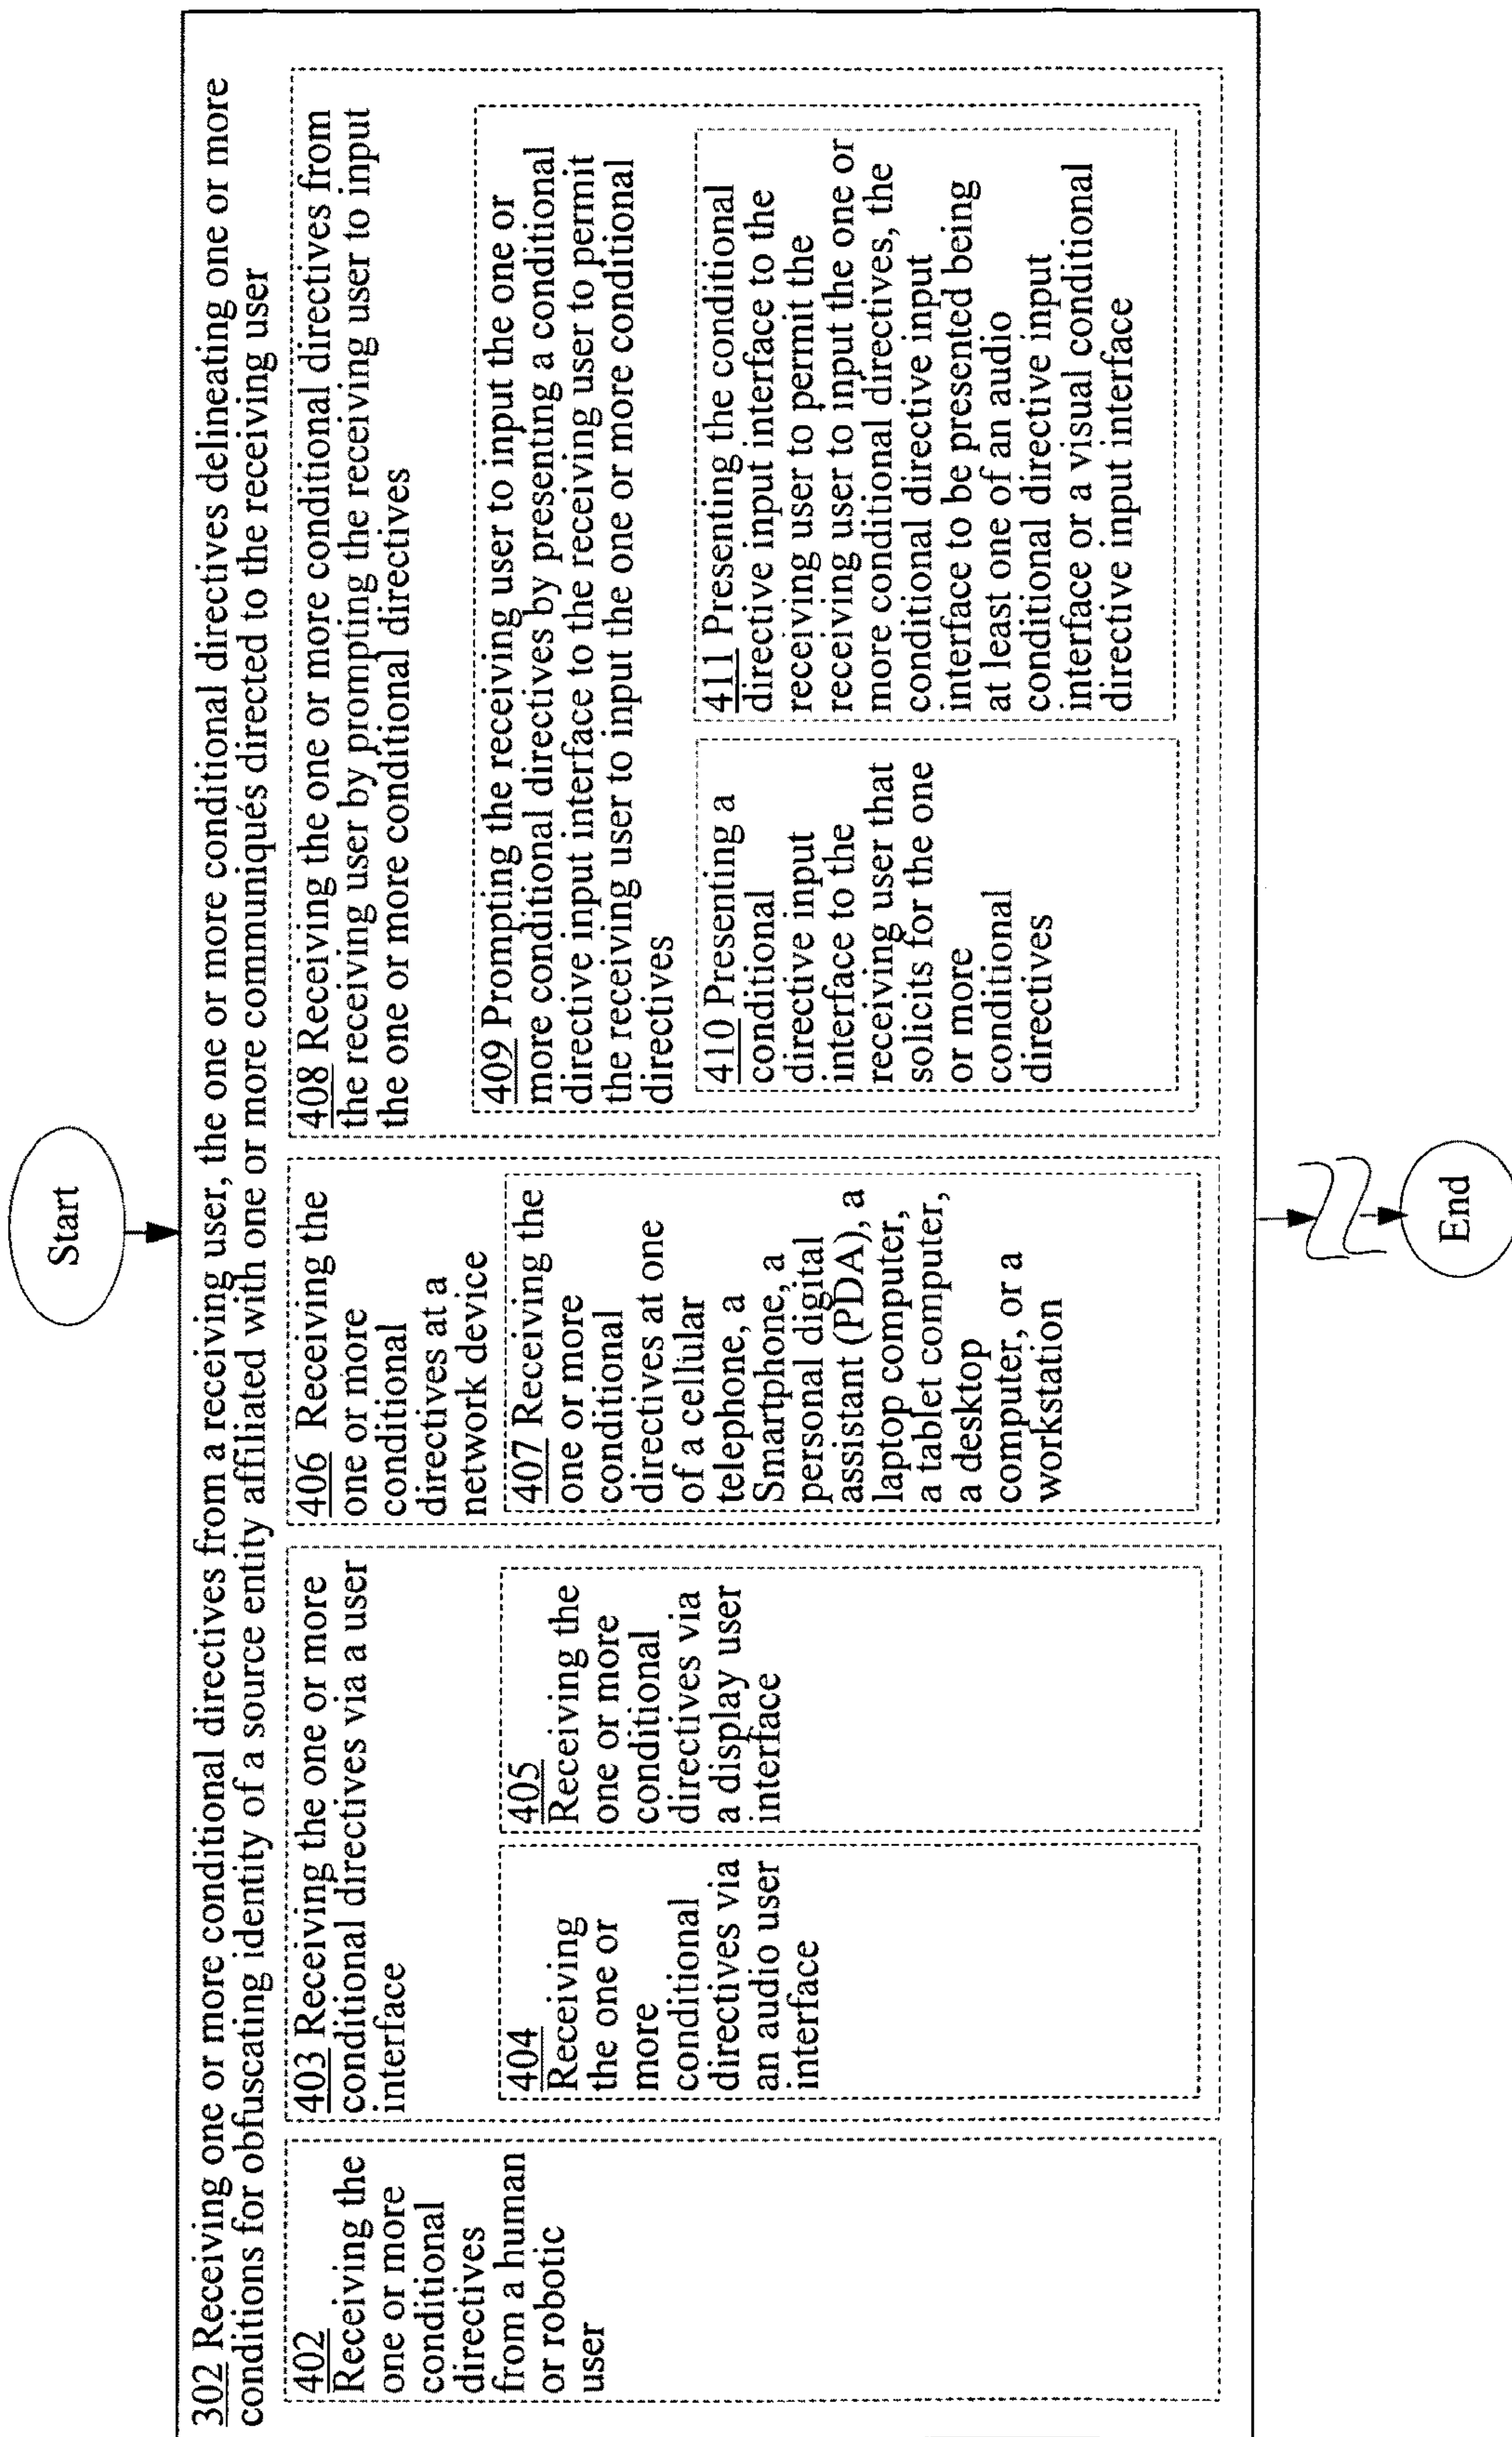 Start
302 Receiving one or more conditional directives from a receiving user, the one or more conditional directives delineating one or more
conditions for obfuscating identity of a source entity affiliated with one or more communiqués directed to the receiving user
402
Receiving the
one or more
conditional
directives
from a human
or robotic
user
403 Receiving the one or more
conditional directives via a user
interface
404
Receiving
the one or
more
conditional
directives via
an audio user
interface
405
Receiving the
one or more
conditional
directives via
a display user
interface
406 Receiving the
one or more
conditional
directives at a
network device
407 Receiving the
one or more
conditional
directives at one
of a cellular
telephone, a
Smartphone, a
personal digital
assistant (PDA), a
laptop computer,
a tablet computer,
a desktop
computer, or a
workstation
408 Receiving the one or more conditional directives from
the receiving user by prompting the receiving user to input
the one or more conditional directives
409 Prompting the receiving user to input the one or
more conditional directives by presenting a conditional
directive input interface to the receiving user to permit
the receiving user to input the one or more conditional
directives
410 Presenting a
conditional
directive input
interface to the
receiving user that
solicits for the one
or more
conditional
directives
411 Presenting the conditional
directive input interface to the
receiving user to permit the
receiving user to input the one or
more conditional directives, the
conditional directive input
interface to be presented being
at least one of an audio
conditional directive input
interface or a visual conditional
directive input interface
End